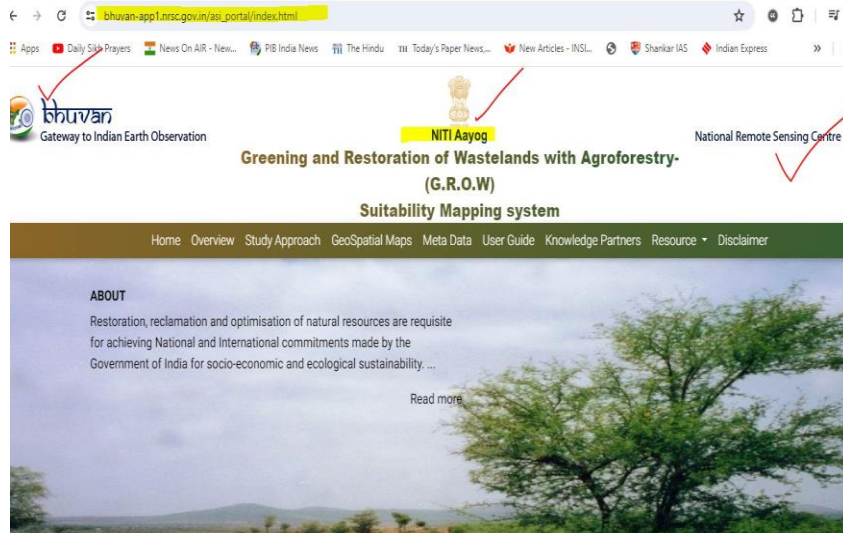 bhuvan-app1.nrsc.gov.in/asi_portal/index.html
Apps Daily Sikh Prayers News On AIR - New... PIB India News The Hindu TH Today's Paper News,... New Articles - INSI... Shankar IAS Indian Express »
bhuvan
Gateway to Indian Earth Observation
NITI Aayog
National Remote Sensing Centre
Greening and Restoration of Wastelands with Agroforestry-
(G.R.O.W)
Suitability Mapping system
Home Overview Study Approach GeoSpatial Maps Meta Data User Guide Knowledge Partners Resource Disclaimer
ABOUT
Restoration, reclamation and optimisation of natural resources are requisite
for achieving National and International commitments made by the
Government of India for socio-economic and ecological sustainability. ...
Read more